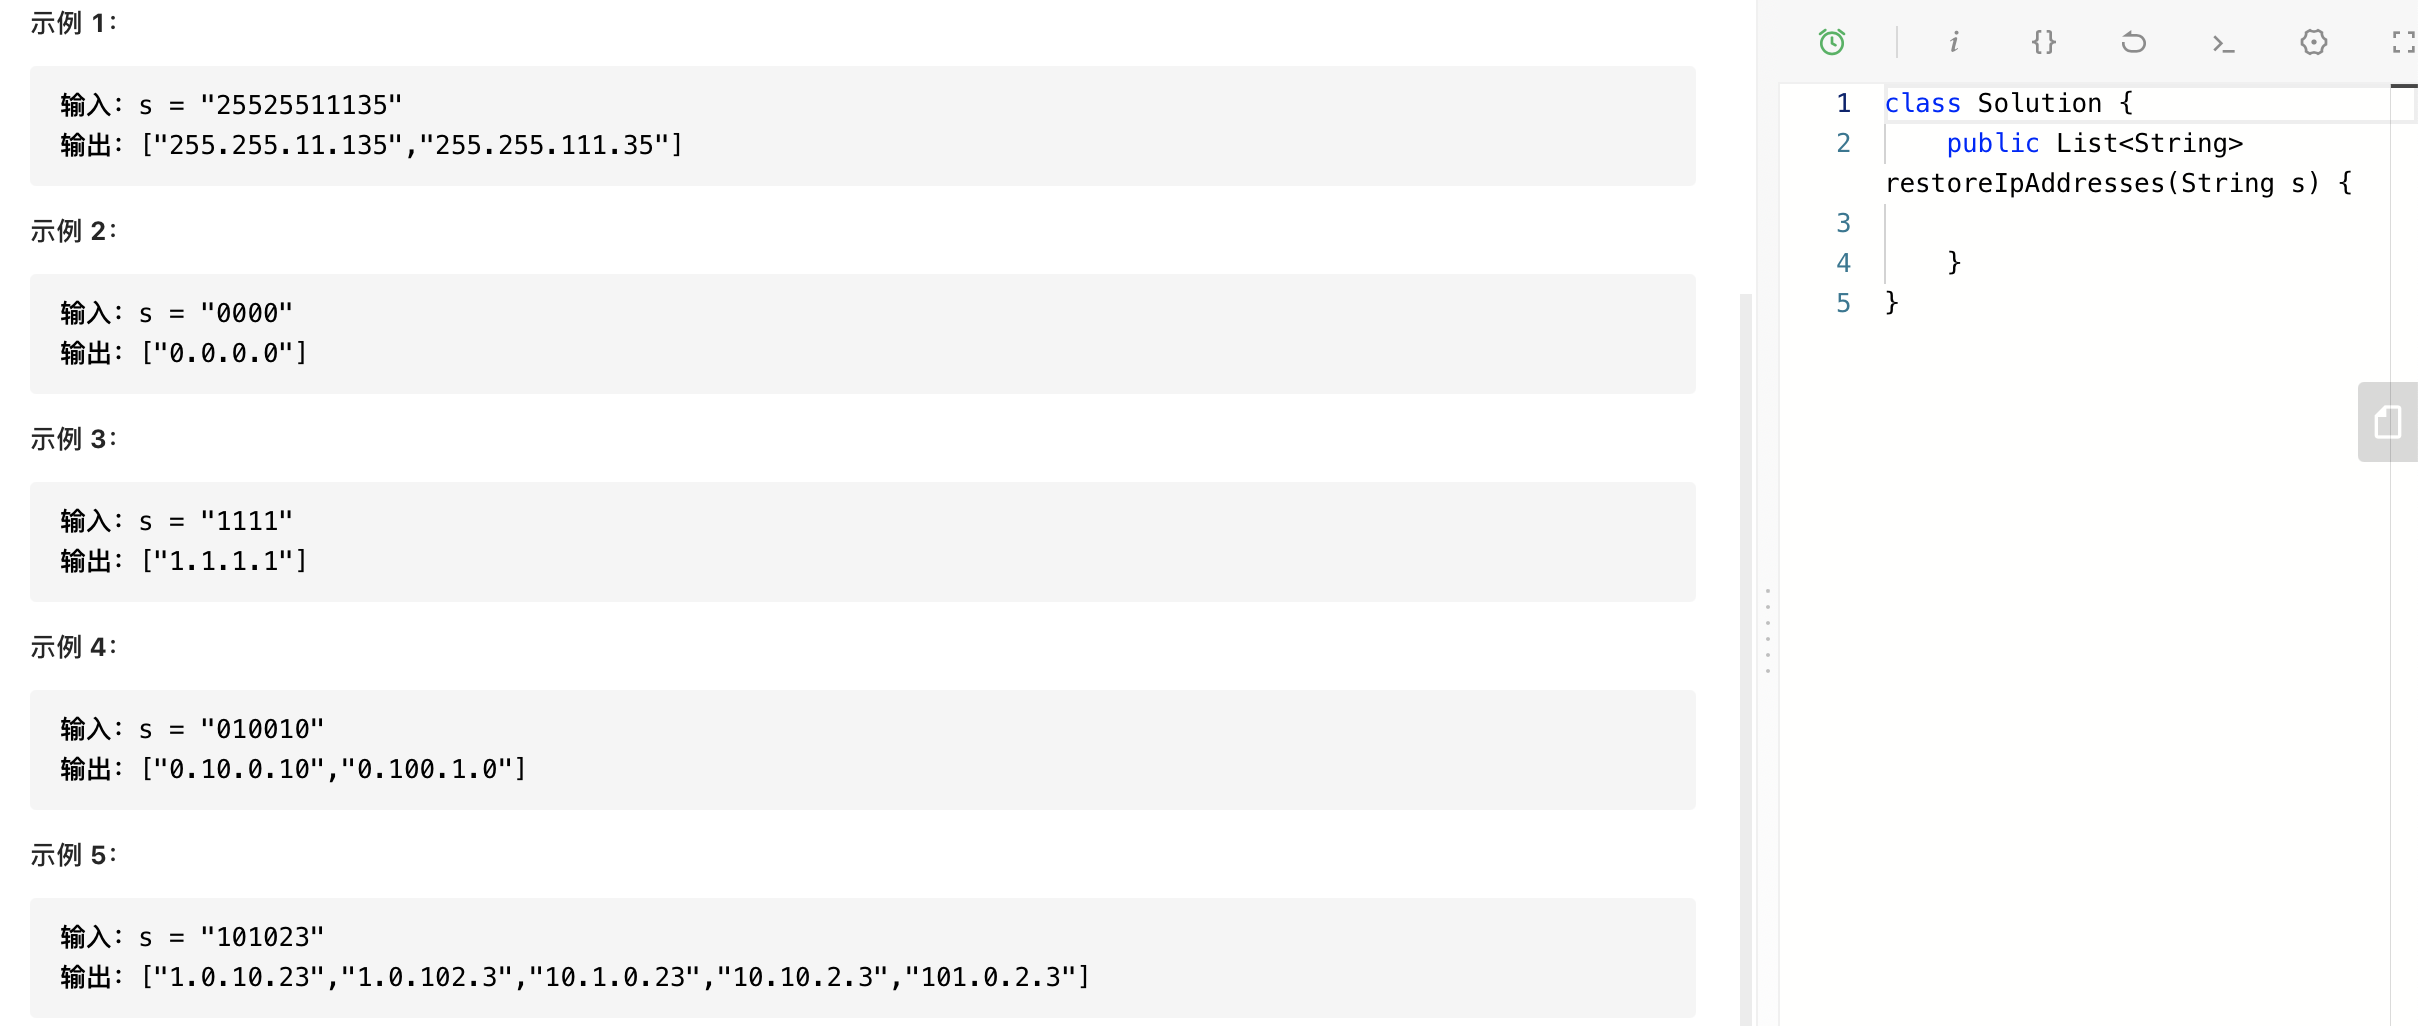 示例 1：
输入：s = "25525511135"
输出：["255.255.11.135","255.255.111.35"]
示例 2：
输入：s = "0000"
输出：["0.0.0.0"]
示例 3：
输入：s = "1111"
输出：["1.1.1.1"]
示例 4：
输入：s = "010010"
输出：["0.10.0.10","0.100.1.0"]
示例 5：
输入：s = "101023"
输出：["1.0.10.23","1.0.102.3","10.1.0.23","10.10.2.3","101.0.2.3"]
i {} >_
1 class Solution {
2 public List<String>
restoreIpAddresses(String s) {
3
4 }
5 }